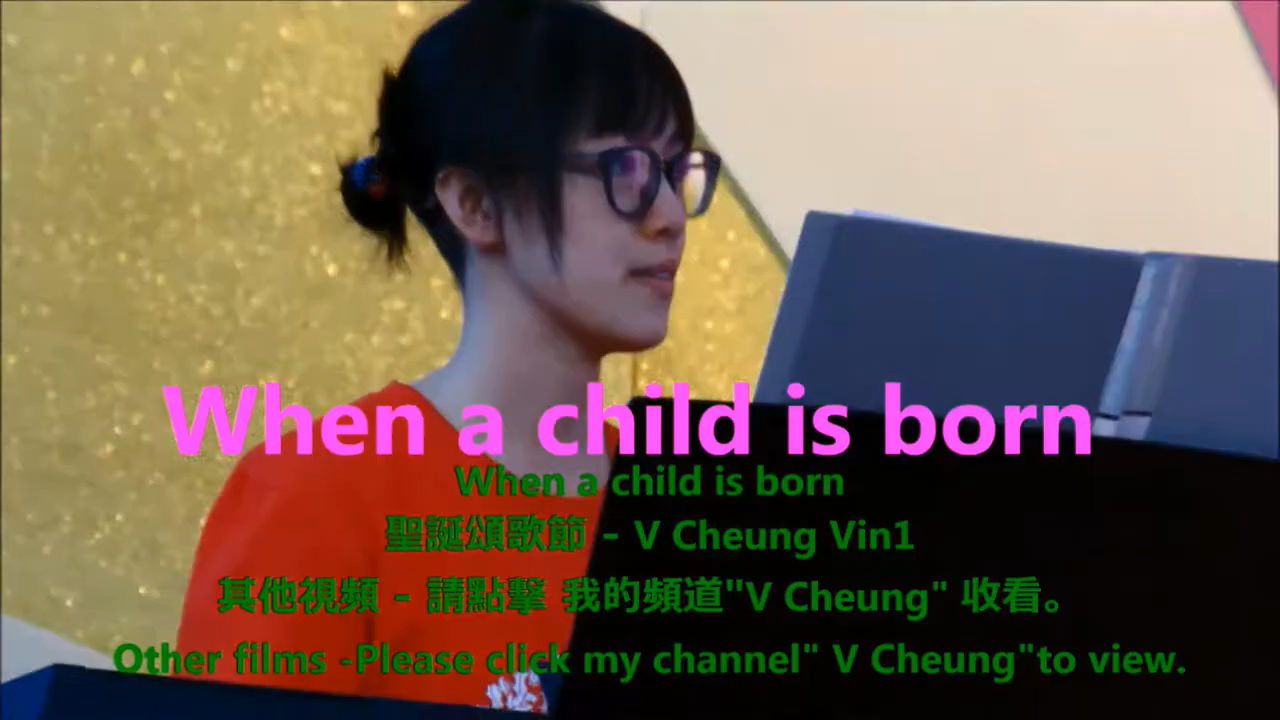 When a child is born
When a child is born
聖誕頌歌節 - V Cheung Vin1
其他視頻 - 請點擊 我的頻道"V Cheung" 收看。
Other films -Please click my channel" V Cheung"to view.